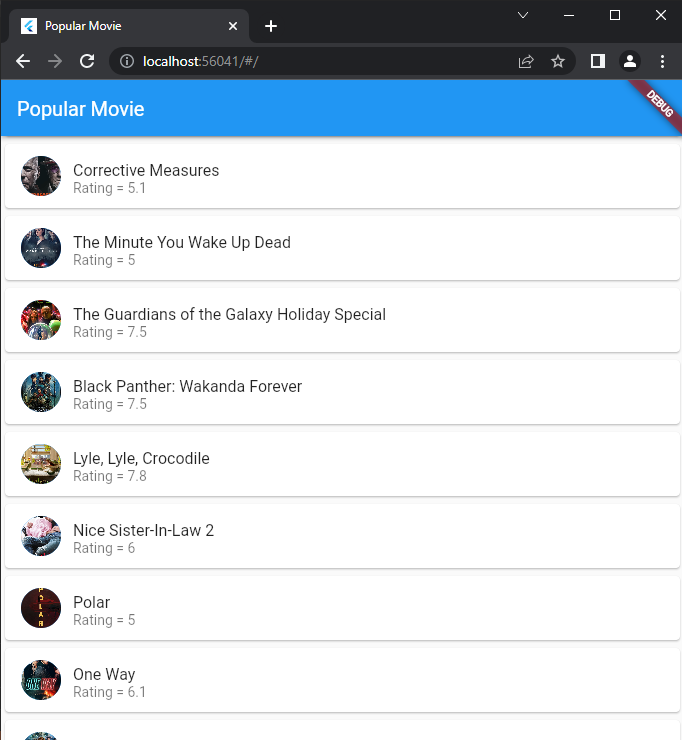 Popular Movie
localhost:56041/#/
Popular Movie
DEBUG
Corrective Measures
Rating = 5.1
The Minute You Wake Up Dead
Rating = 5
The Guardians of the Galaxy Holiday Special
Rating = 7.5
Black Panther: Wakanda Forever
Rating = 7.5
Lyle, Lyle, Crocodile
Rating = 7.8
Nice Sister-In-Law 2
Rating = 6
POLAR
Polar
Rating = 5
One Way
Rating = 6.1